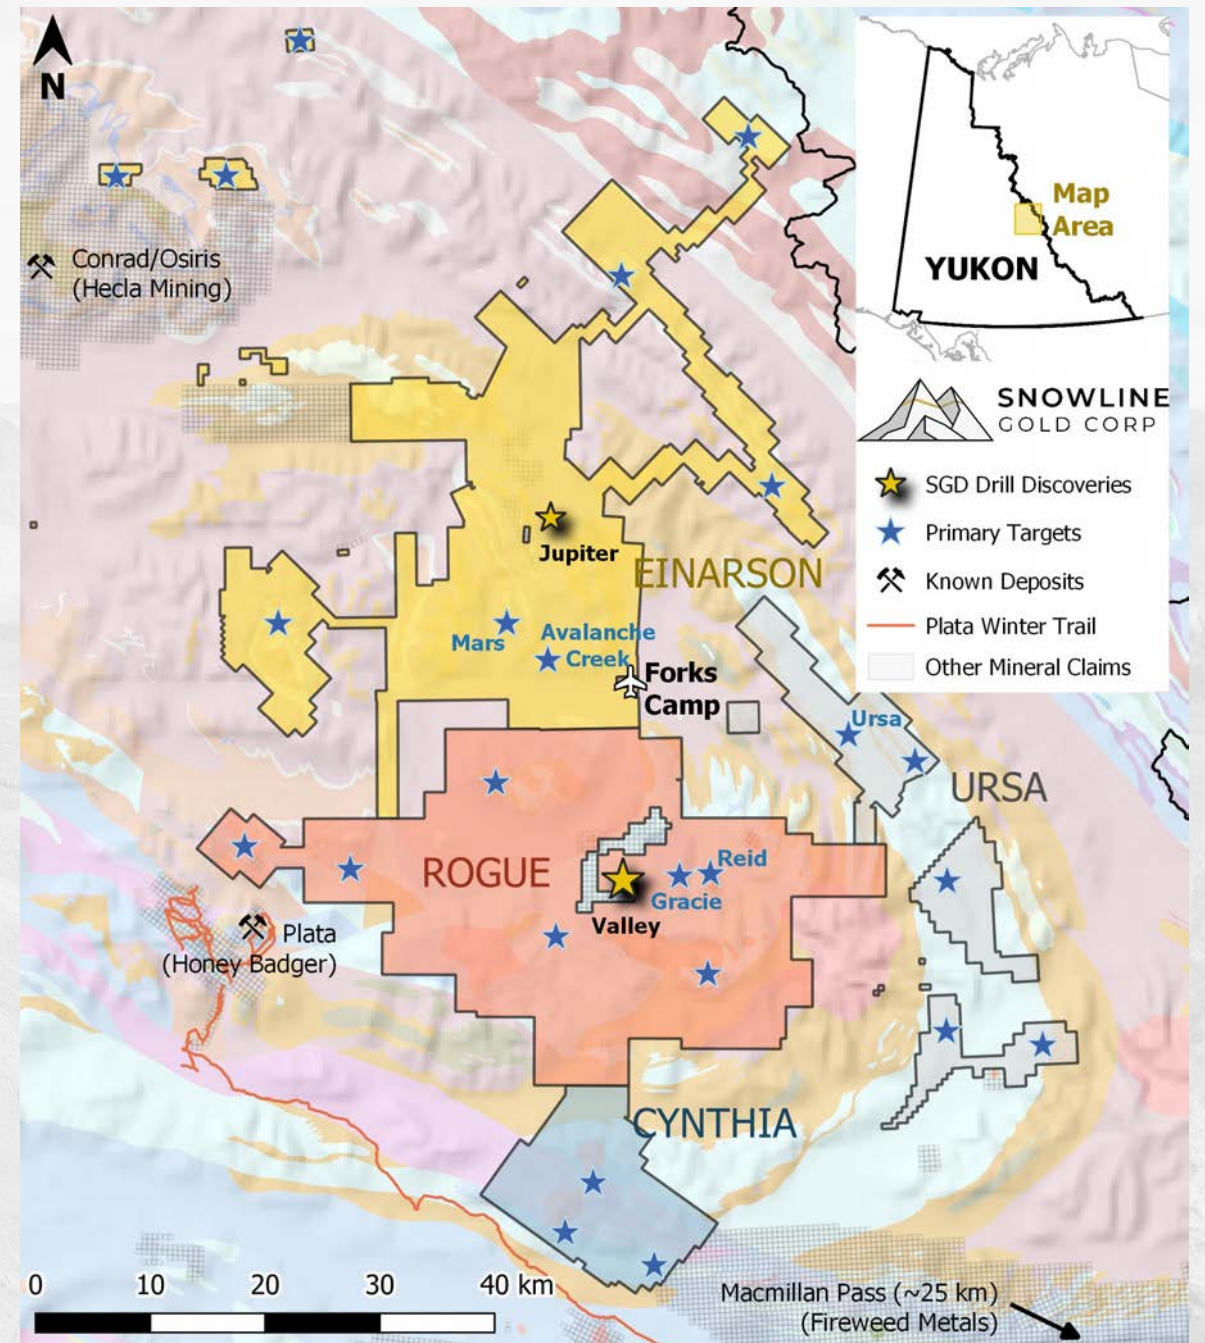 N
Conrad/Osiris
(Hecla Mining)
Map
Area
YUKON
SNOWLINE
GOLD CORP
SGD Drill Discoveries
Primary Targets
Known Deposits
Plata Winter Trail
Other Mineral Claims
Jupiter
EINARSON
Mars
Avalanche
Creek
Forks
Camp
Ursa
URSA
ROGUE
Reid
Gracie
Valley
Plata
(Honey Badger)
CYNTHIA
0 10 20 30 40 km
Macmillan Pass (~25 km)
(Fireweed Metals)